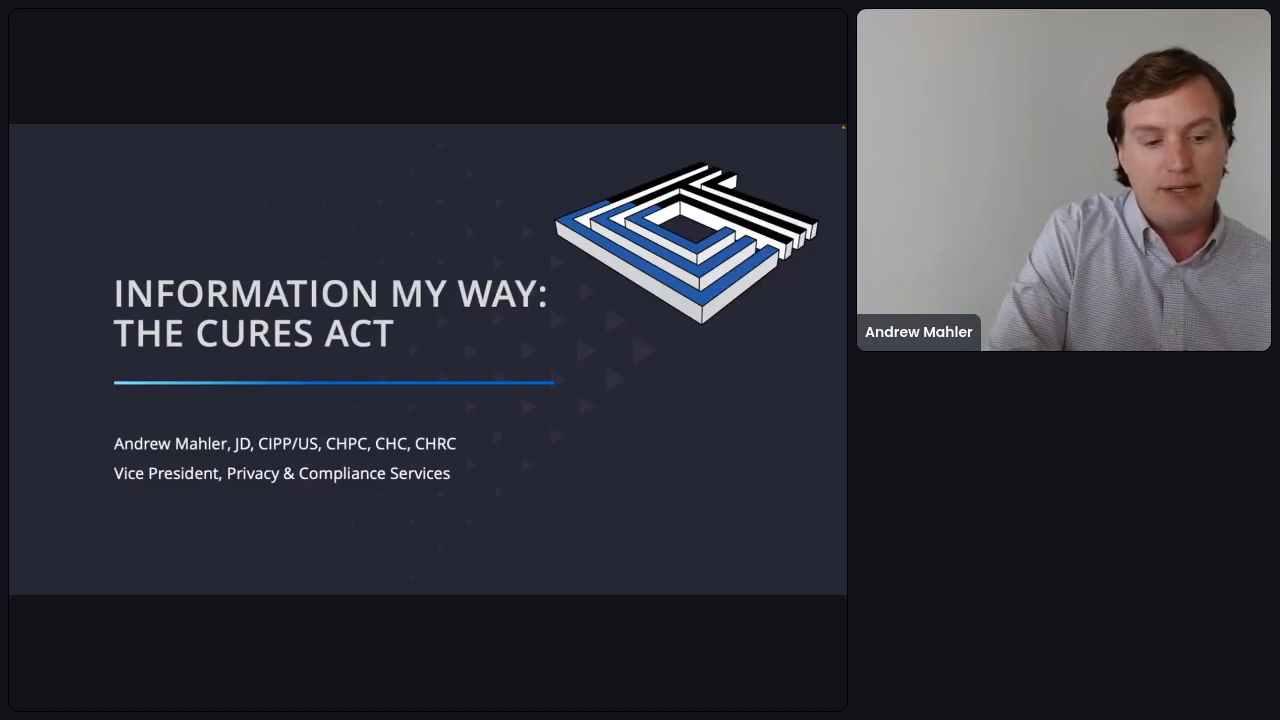 INFORMATION MY WAY:
THE CURES ACT
Andrew Mahler, JD, CIPP/US, CHPC, CHC, CHRC
Vice President, Privacy & Compliance Services
Andrew Mahler